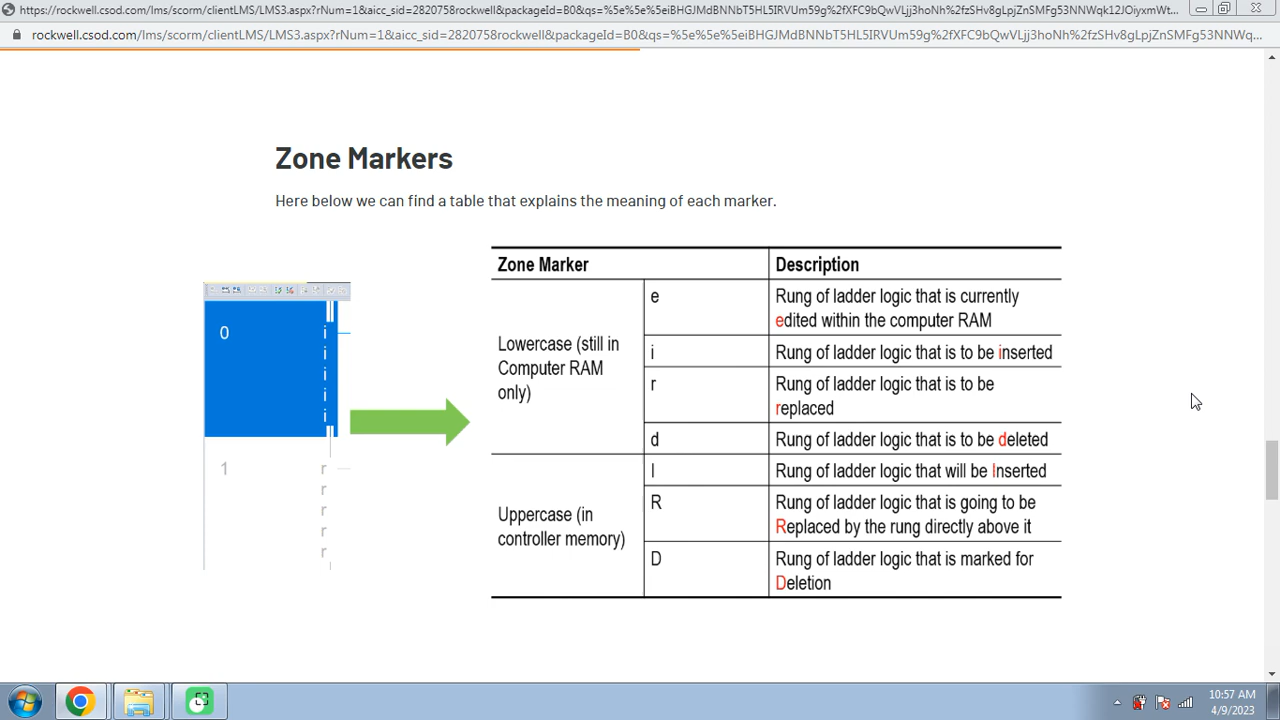 https://rockwell.csod.com/lms/scorm/clientLMS/LMS3.aspx?rNum=1&aicc_sid=2820758rockwell&packageId=B0&qs=%5e%5e%5eiBHGJMdBNNbT5HL5IRVUm59g%2fXFC9bQwVLjj3hoNh%2fzSHv8gLpjZnSMFg53NNWqk12JOiyxmWt...
rockwell.csod.com/lms/scorm/clientLMS/LMS3.aspx?rNum=1&aicc_sid=2820758rockwell&packageId=B0&qs=%5e%5e%5eiBHGJMdBNNbT5HL5IRVUm59g%2fXFC9bQwVLjj3hoNh%2fzSHv8gLpjZnSMFg53NNWq...
Zone Markers
Here below we can find a table that explains the meaning of each marker.
Zone Marker Description
Lowercase (still in
Computer RAM
only)
e Rung of ladder logic that is currently
edited within the computer RAM
i Rung of ladder logic that is to be inserted
r Rung of ladder logic that is to be
replaced
d Rung of ladder logic that is to be deleted
Uppercase (in
controller memory)
I Rung of ladder logic that will be Inserted
R Rung of ladder logic that is going to be
Replaced by the rung directly above it
D Rung of ladder logic that is marked for
Deletion
0 i
i
i
i
i
1 r
r
r
r
r
10:57 AM
4/9/2023